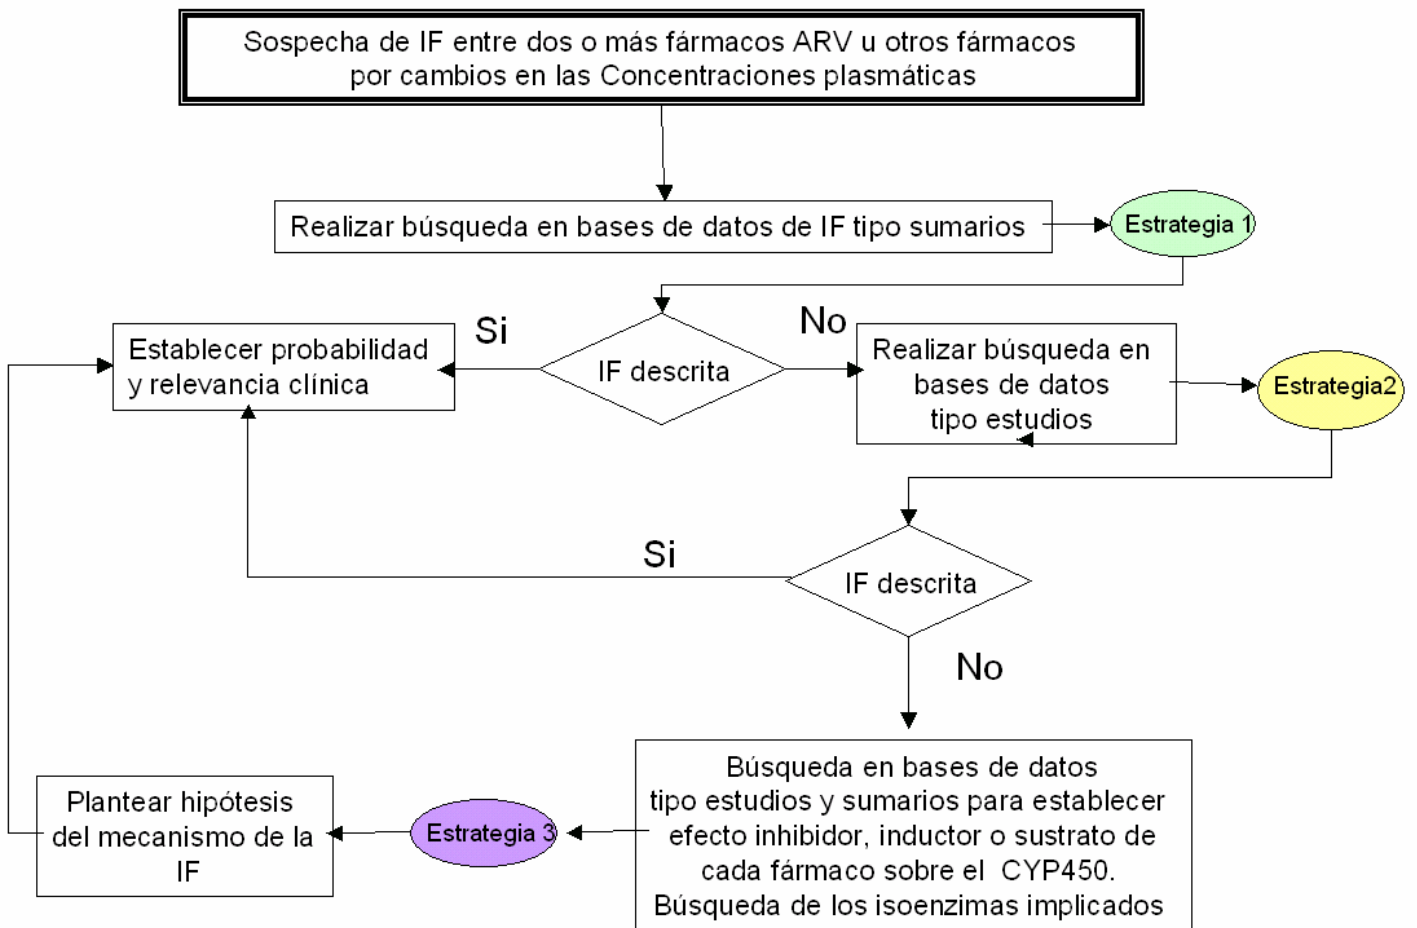 Sospecha de IF entre dos o más fármacos ARV u otros fármacos
por cambios en las Concentraciones plasmáticas
Realizar búsqueda en bases de datos de IF tipo sumarios
Estrategia 1
Si
No
Establecer probabilidad
y relevancia clínica
IF descrita
Realizar búsqueda en
bases de datos
tipo estudios
Estrategia2
Si
IF descrita
No
Búsqueda en bases de datos
tipo estudios y sumarios para establecer
efecto inhibidor, inductor o sustrato de
cada fármaco sobre el CYP450.
Búsqueda de los isoenzimas implicados
Estrategia 3
Plantear hipótesis
del mecanismo de la
IF